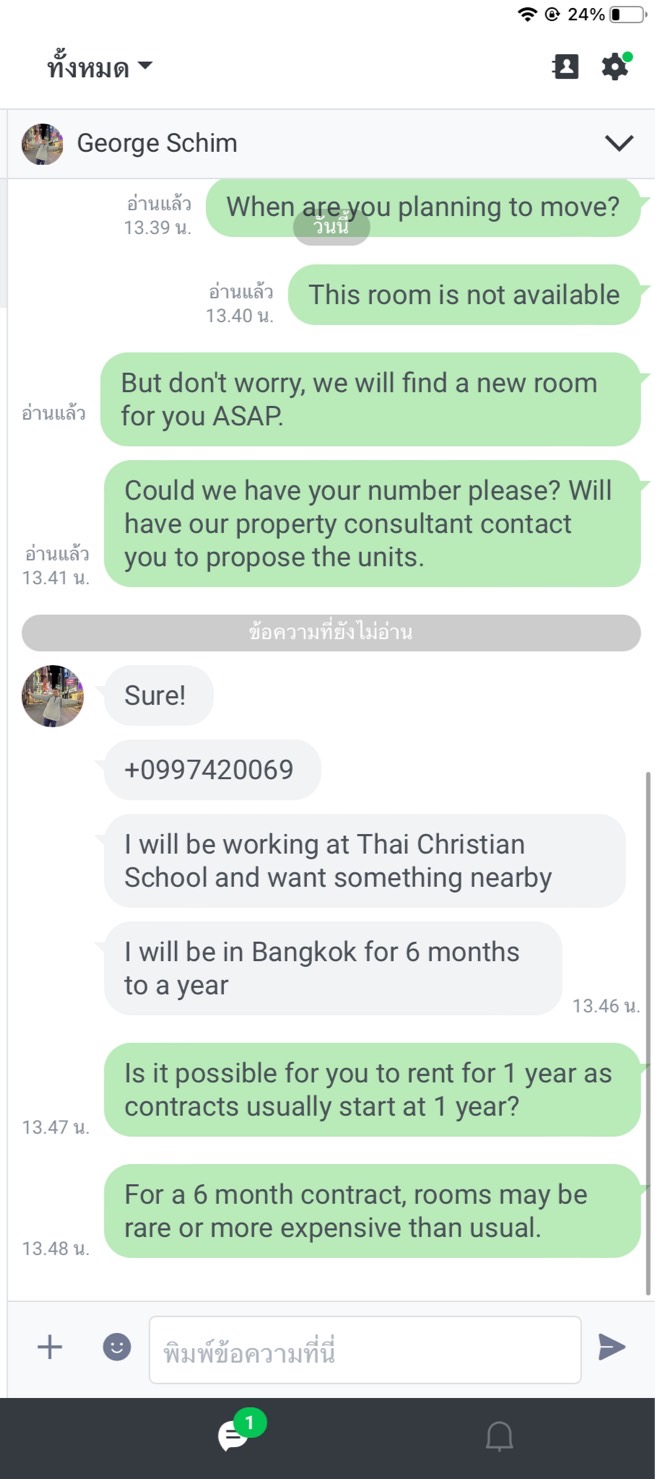 24%
ทั้งหมด
George Schim
อ่านแล้ว
13.39 น.
When are you planning to move?
วันนี้
อ่านแล้ว
13.40 น.
This room is not available
อ่านแล้ว
But don't worry, we will find a new room
for you ASAP.
อ่านแล้ว
13.41 น.
Could we have your number please? Will
have our property consultant contact
you to propose the units.
ข้อความที่ยังไม่อ่าน
Sure!
+0997420069
I will be working at Thai Christian
School and want something nearby
I will be in Bangkok for 6 months
to a year
13.46 น.
Is it possible for you to rent for 1 year as
contracts usually start at 1 year?
13.47 น.
For a 6 month contract, rooms may be
rare or more expensive than usual.
13.48 น.
พิมพ์ข้อความที่นี่
1